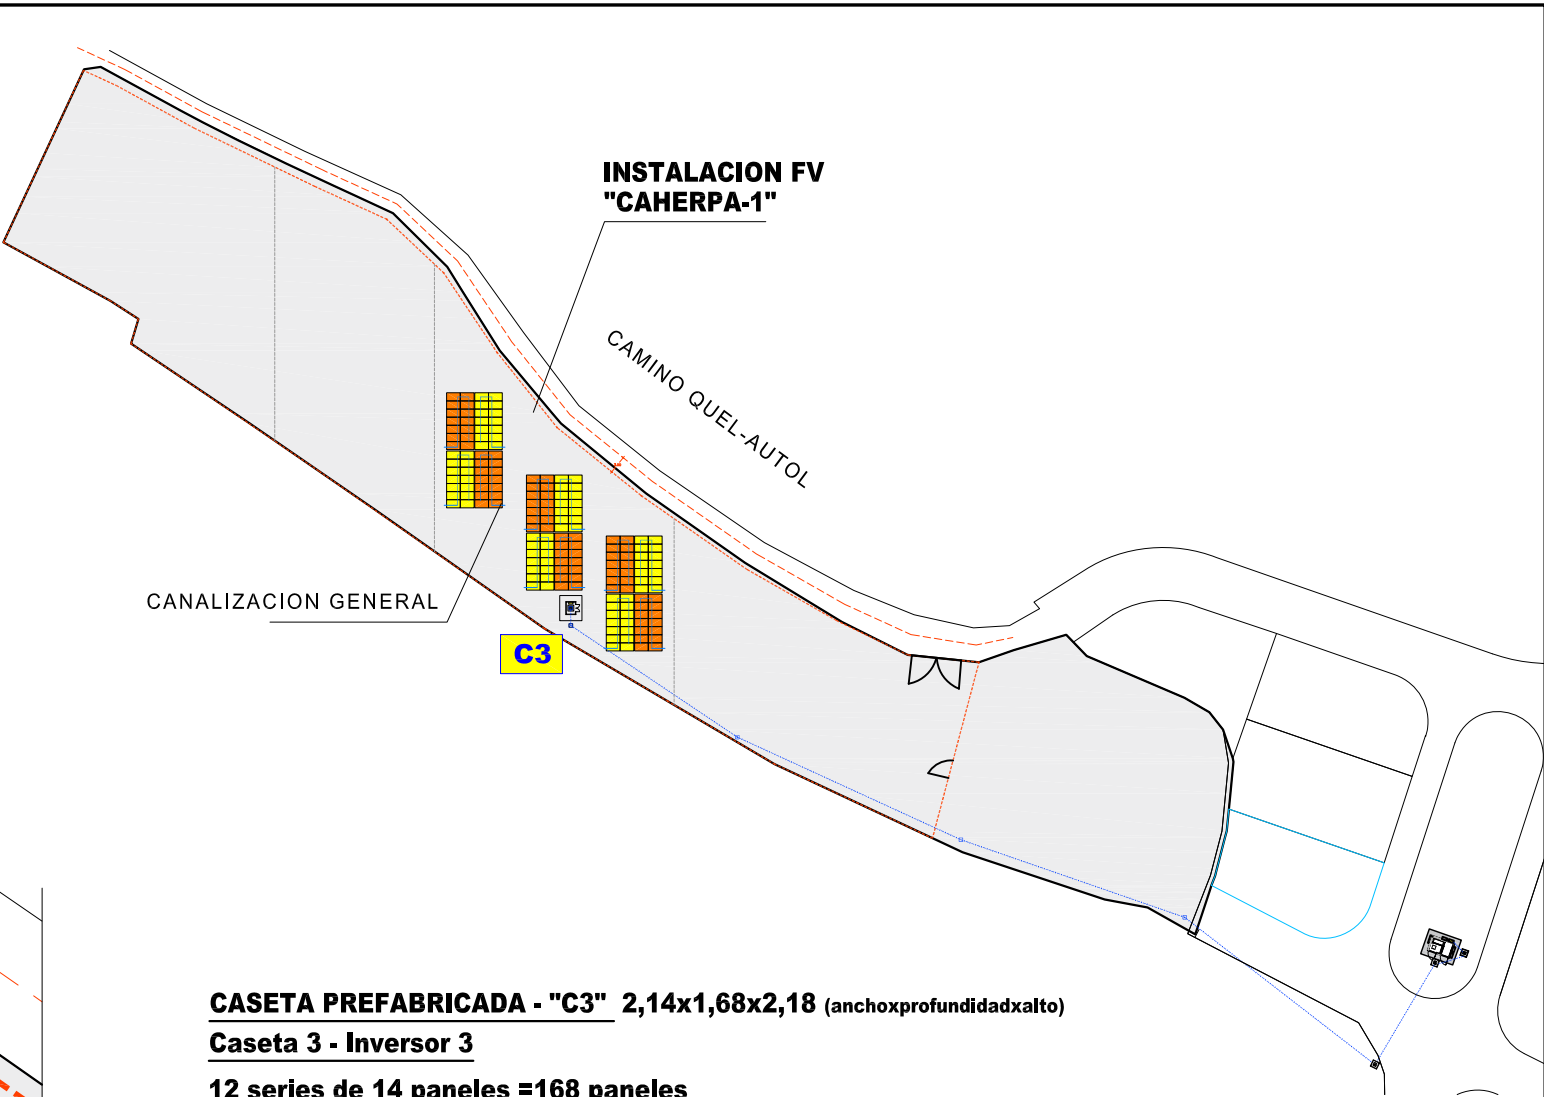 INSTALACION FV
"CAHERPA-1"
CAMINO QUEL-AUTOL
CANALIZACION GENERAL
C3
CASETA PREFABRICADA - "C3" 2,14x1,68x2,18 (anchoxprofundidadxalto)
Caseta 3 - Inversor 3
12 series de 14 paneles =168 paneles